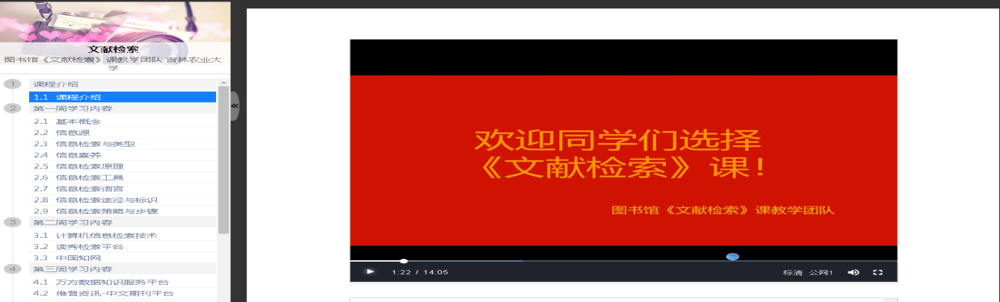 文献检索
图书馆《文献检索》课教学团队 吉林农业大
学
1 课程介绍
1.1 课程介绍
2 第一周学习内容
2.1 基本概念
2.2 信息源
2.3 信息检索与类型
2.4 信息素养
2.5 信息检索原理
2.6 信息检索工具
2.7 信息检索语言
2.8 信息检索途径与标识
2.9 信息检索策略与步骤
3 第二周学习内容
3.1 计算机信息检索技术
3.2 读秀检索平台
3.3 中国知网
4 第三周学习内容
4.1 万方数据知识服务平台
4.2 维普资讯-中文期刊平台
欢迎同学们选择
《文献检索》课!
图书馆《文献检索》课教学团队
1:22 / 14:05
标清 公网1